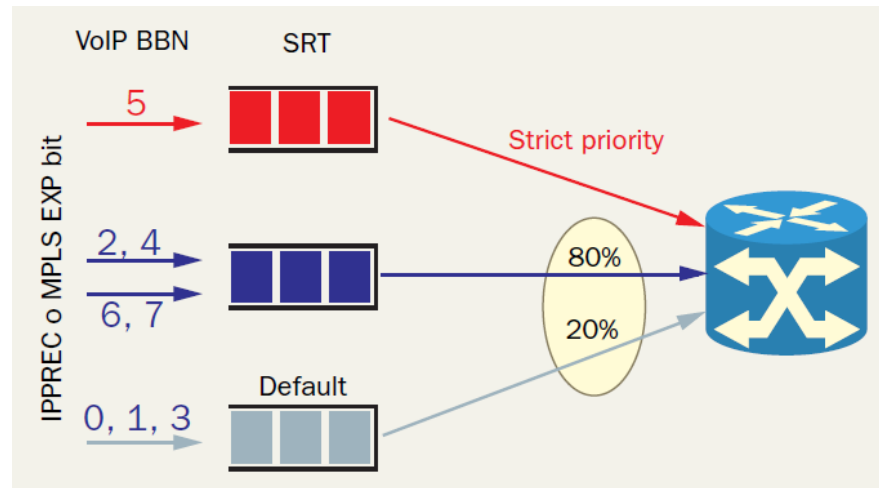 VoIP BBN
SRT
IPPREC o MPLS EXP bit
5
Strict priority
2, 4
6, 7
80%
20%
Default
0, 1, 3